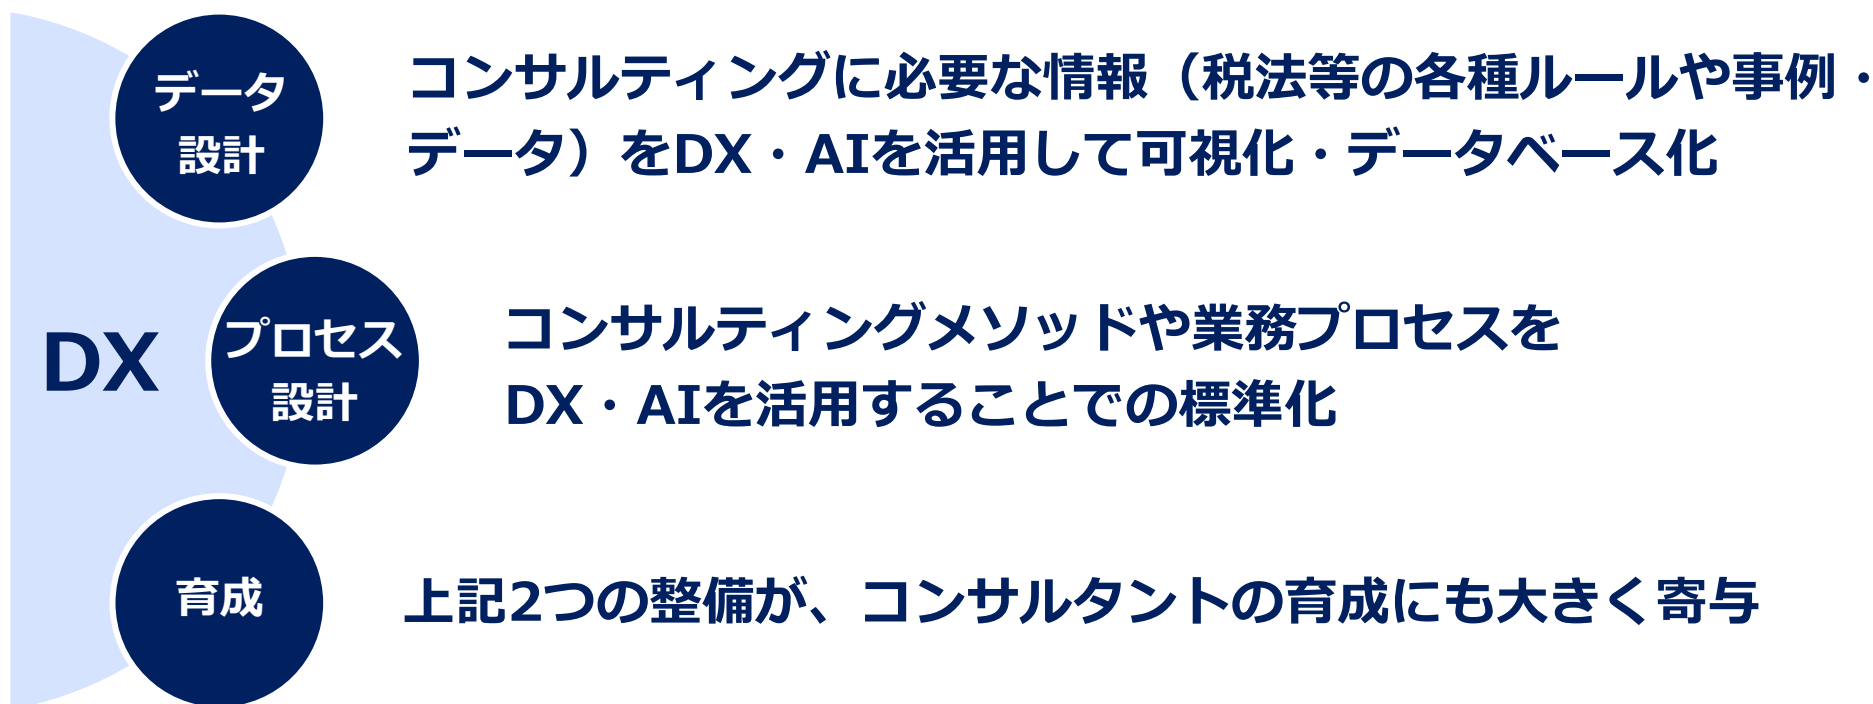 データ
設計
コンサルティングに必要な情報（税法等の各種ルールや事例・
データ）をDX・AIを活用して可視化・データベース化
DX
プロセス
設計
コンサルティングメソッドや業務プロセスを
DX・AIを活用することでの標準化
育成
上記2つの整備が、コンサルタントの育成にも大きく寄与